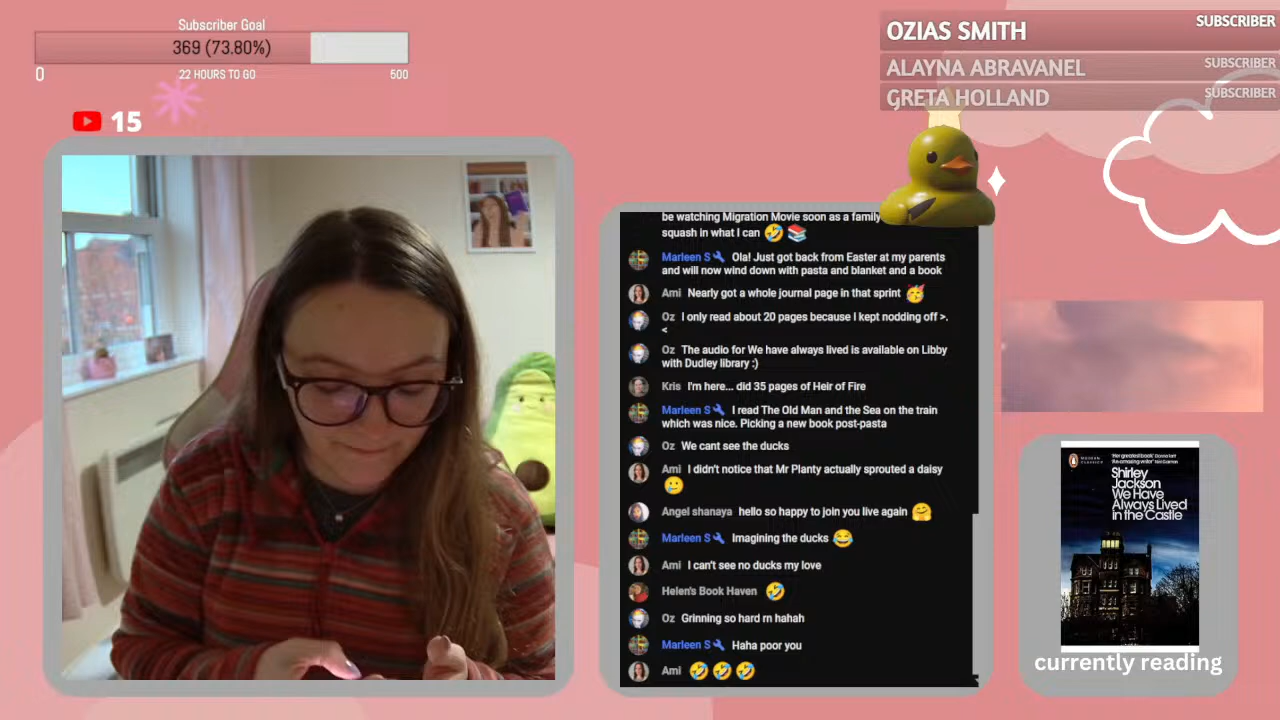 Subscriber Goal
369 (73.80%)
0 22 HOURS TO GO 500
15
OZIAS SMITH SUBSCRIBER
ALAYNA ABRAVANEL SUBSCRIBER
GRETA HOLLAND SUBSCRIBER
be watching Migration Movie soon as a family
squash in what I can 🤣 📚
Marleen S🔧 Ola! Just got back from Easter at my parents
and will now wind down with pasta and blanket and a book
Ami Nearly got a whole journal page in that sprint 🥳
Oz I only read about 20 pages because I kept nodding off >.
<
Oz The audio for We have always lived is available on Libby
with Dudley library :)
Kris I'm here... did 35 pages of Heir of Fire
Marleen S🔧 I read The Old Man and the Sea on the train
which was nice. Picking a new book post-pasta
Oz We cant see the ducks
Ami I didn't notice that Mr Planty actually sprouted a daisy
🥲
Angel shanaya hello so happy to join you live again 🤗
Marleen S🔧 Imagining the ducks 😂
Ami I can't see no ducks my love
Helen's Book Haven 🤣
Oz Grinning so hard rn hahah
Marleen S🔧 Haha poor you
Ami 🤣 🤣 🤣
Shirley
Jackson
We Have
Always Lived
in the Castle
currently reading